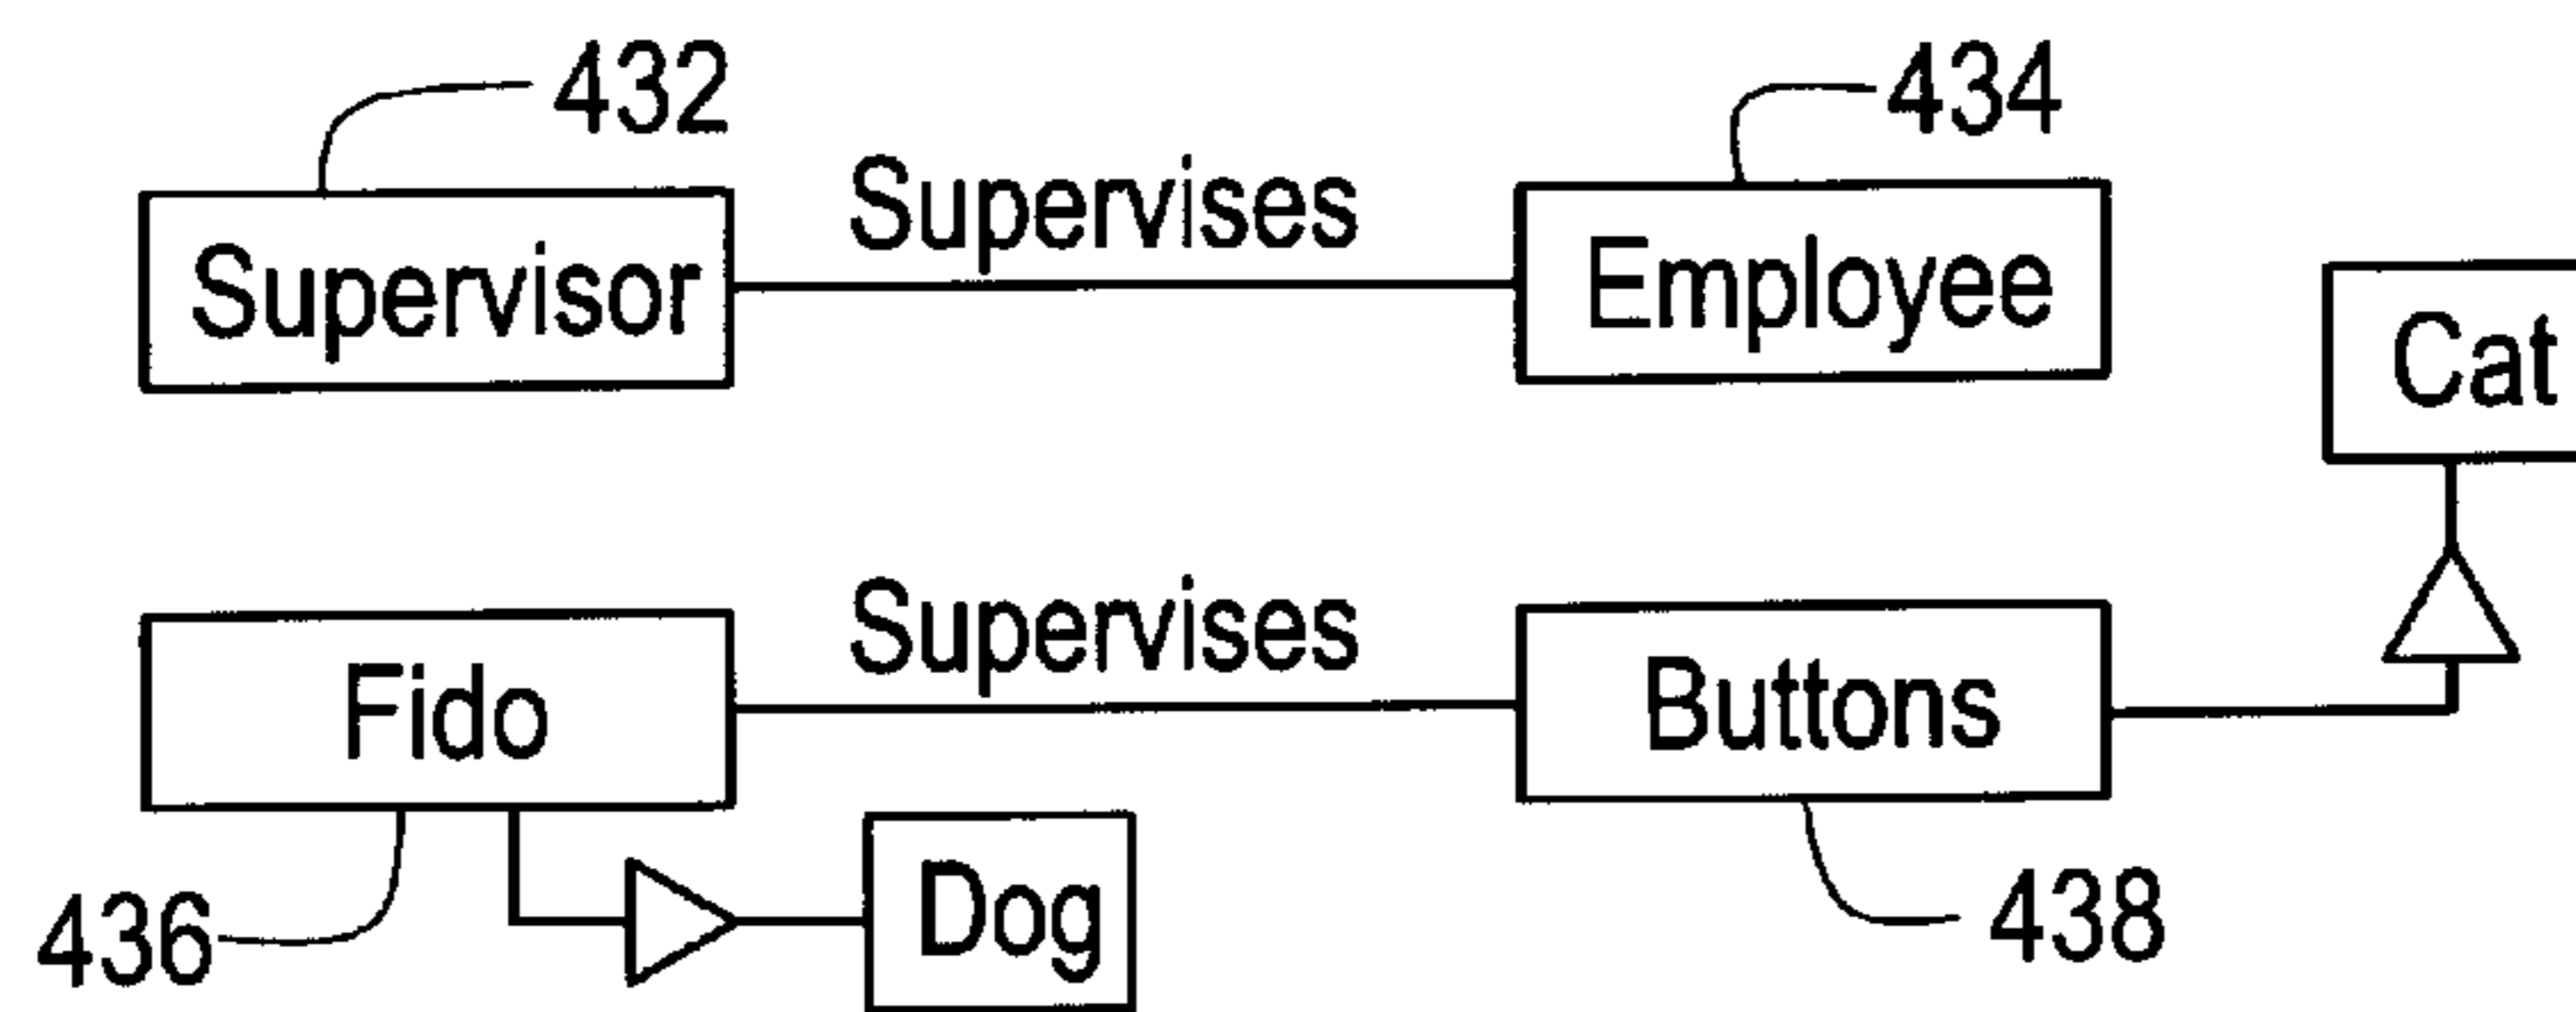 432
434
Supervises
Supervisor
Employee
Cat
Supervises
Fido
Buttons
Dog
436
438